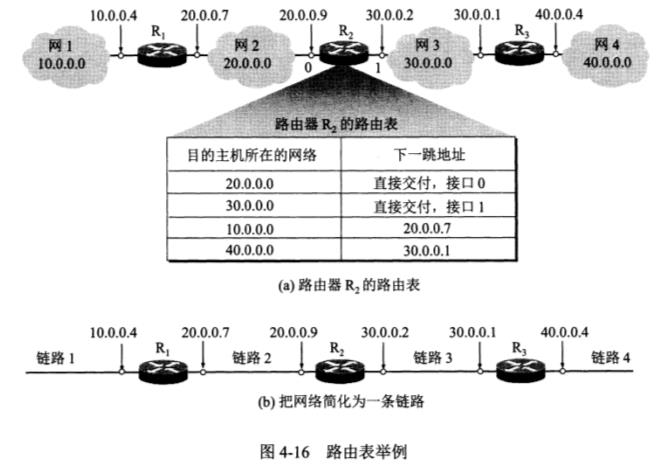 10.0.0.4 R1 20.0.0.7 20.0.0.9 R2 30.0.0.2 30.0.0.1 R3 40.0.0.4
网 1 网 2 网 3 网 4
10.0.0.0 20.0.0.0 0 1 30.0.0.0 40.0.0.0
路由器 R2 的路由表
目的主机所在的网络 下一跳地址
20.0.0.0 直接交付，接口 0
30.0.0.0 直接交付，接口 1
10.0.0.0 20.0.0.7
40.0.0.0 30.0.0.1
(a) 路由器 R2 的路由表
10.0.0.4 R1 20.0.0.7 20.0.0.9 R2 30.0.0.2 30.0.0.1 R3 40.0.0.4
链路 1 链路 2 链路 3 链路 4
(b) 把网络简化为一条链路
图 4-16 路由表举例